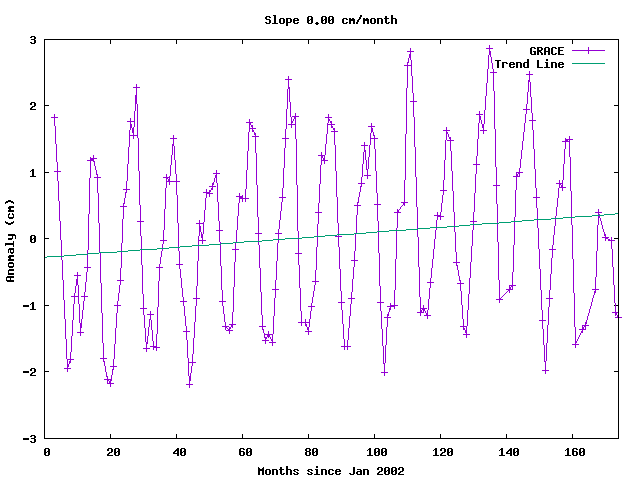 Slope 0.00 cm/month
GRACE
Trend Line
Anomaly (cm)
3
2
1
0
-1
-2
-3
0 20 40 60 80 100 120 140 160
Months since Jan 2002